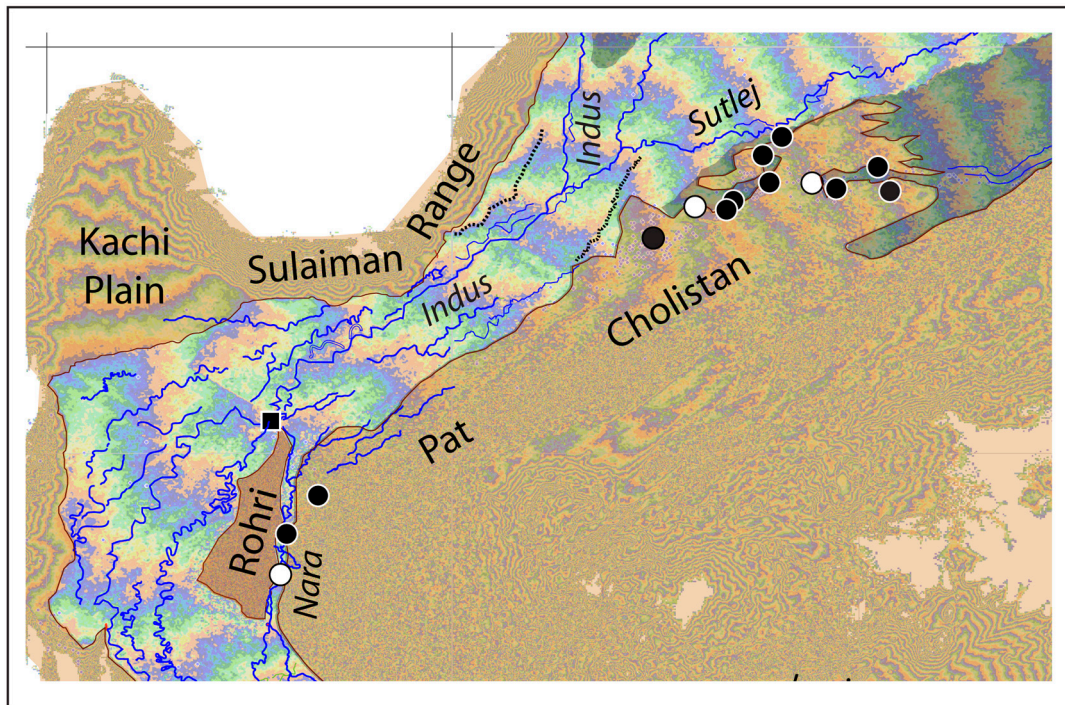 Indus
Sutlej
Range
Kachi
Plain
Sulaiman
Indus
Cholistan
Pat
Rohri
Nara